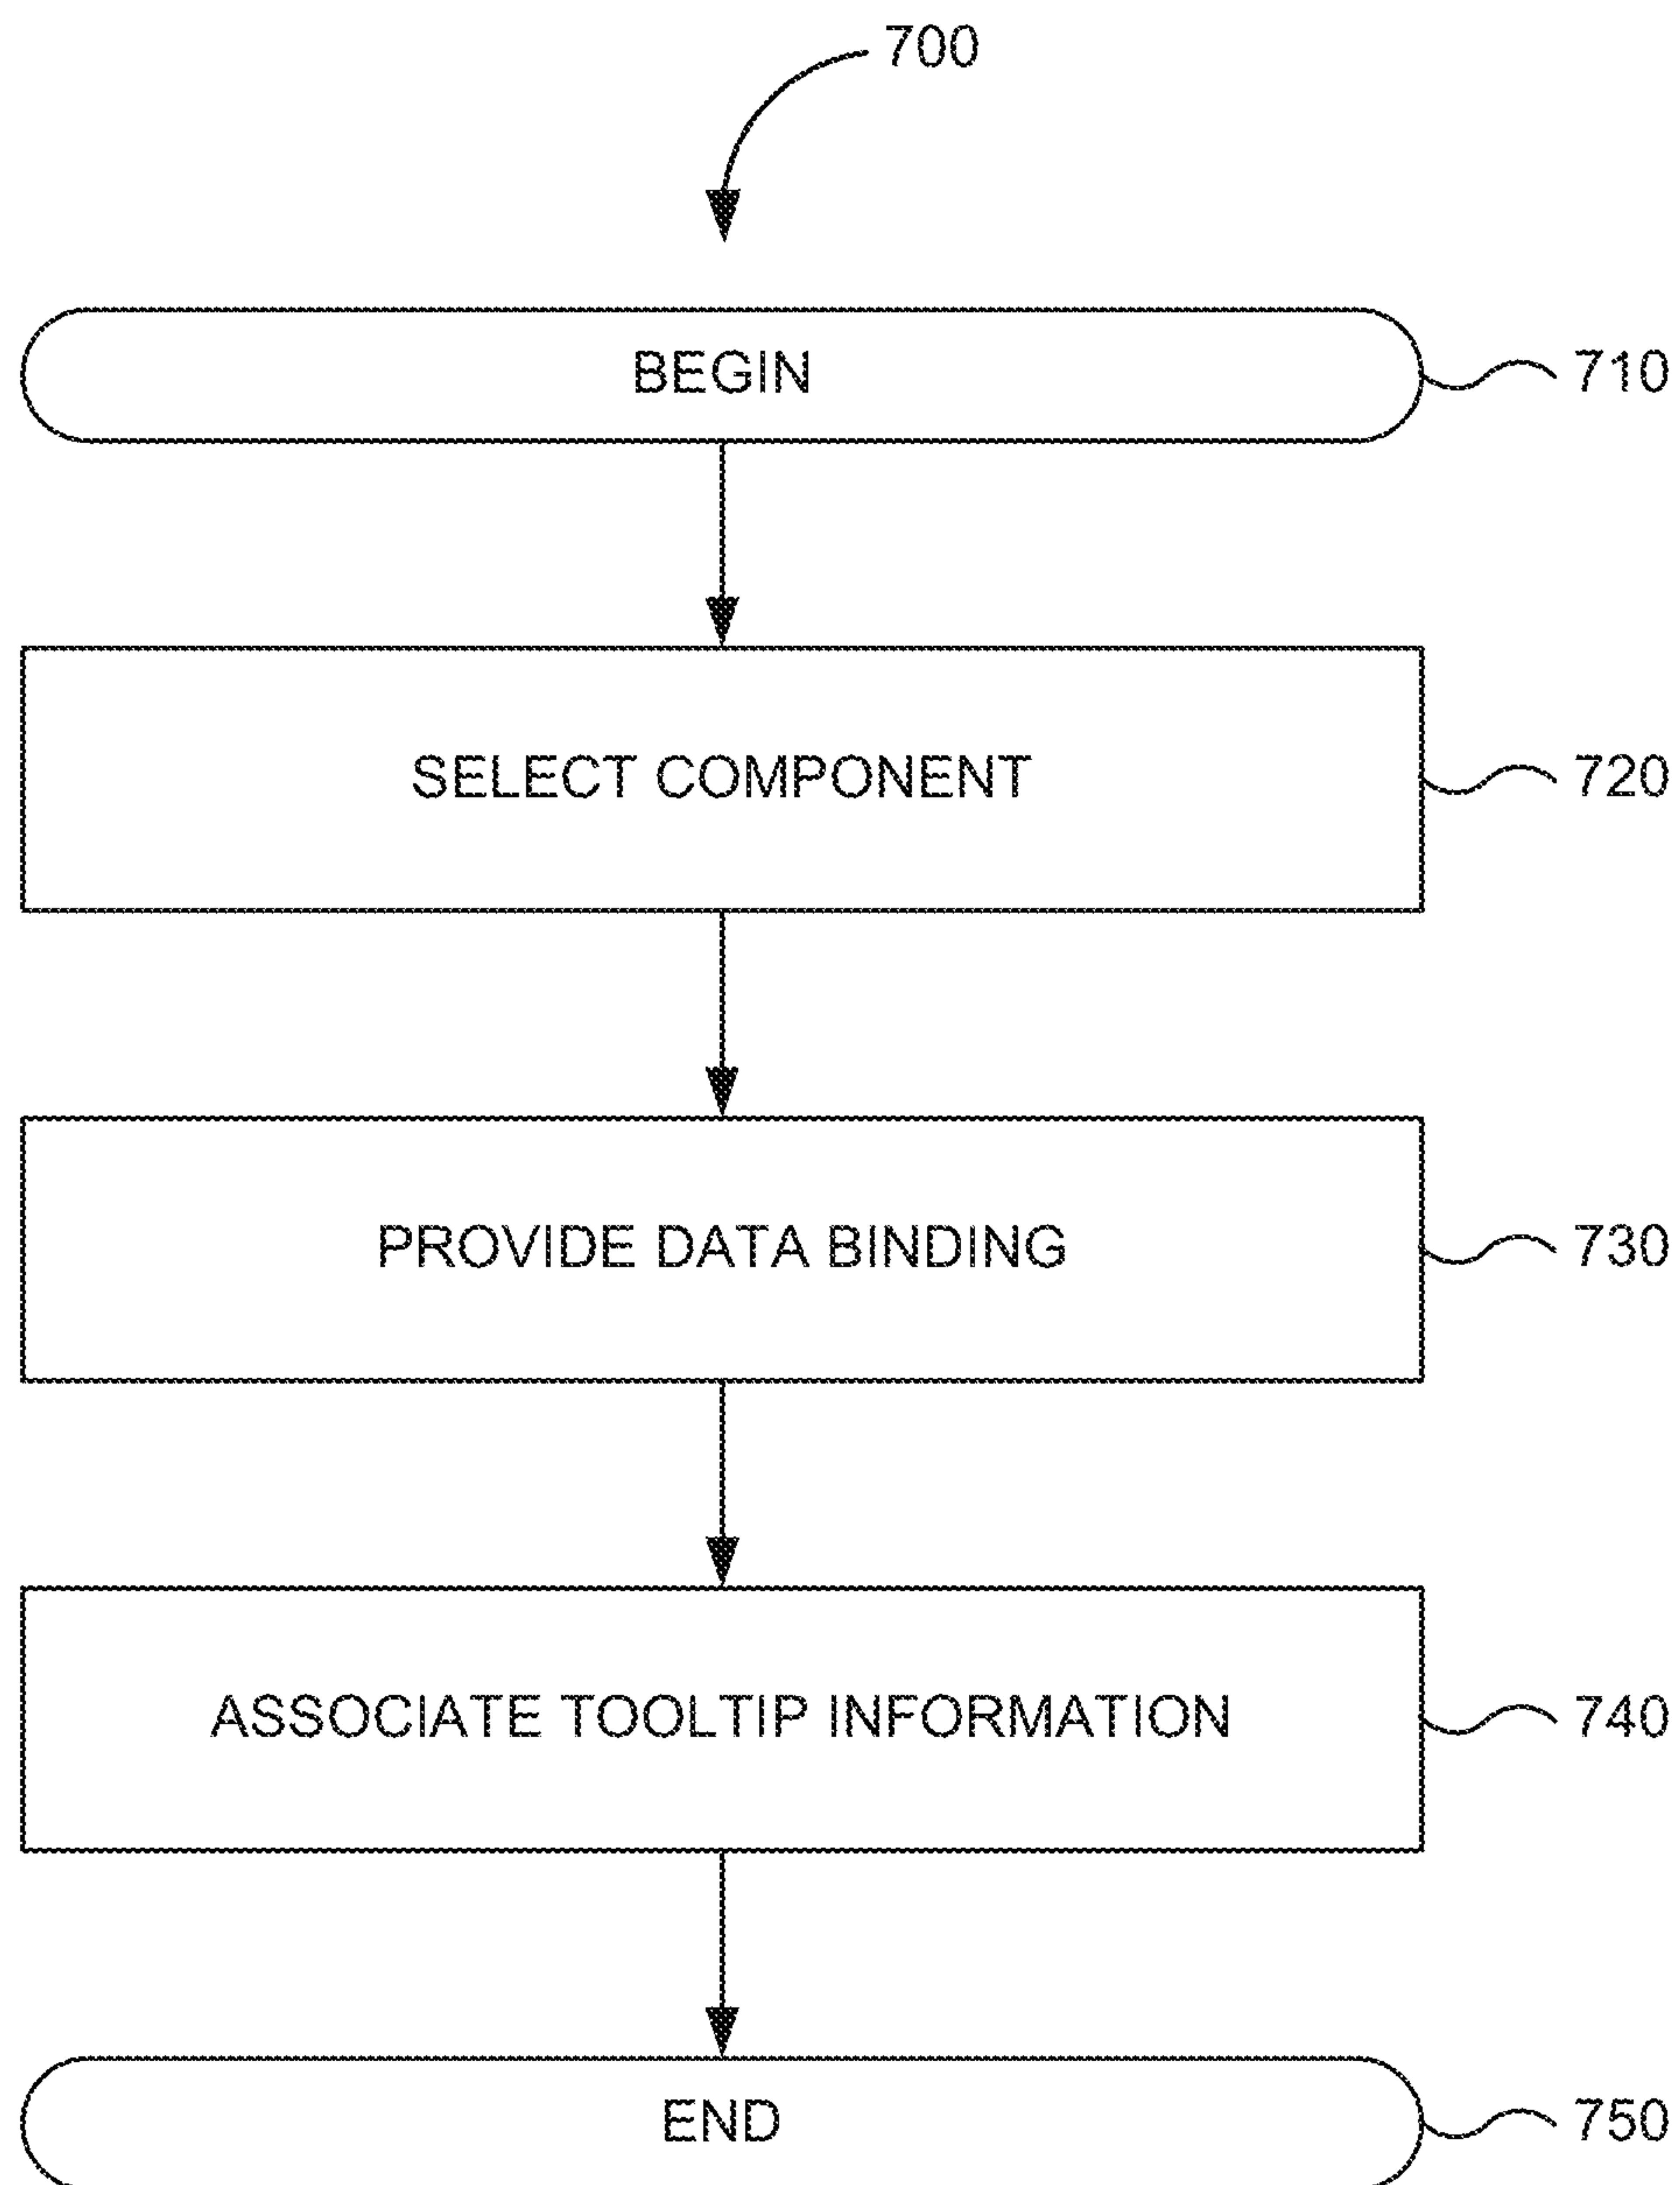 700
BEGIN
710
SELECT COMPONENT
720
PROVIDE DATA BINDING
730
ASSOCIATE TOOLTIP INFORMATION
740
END
750